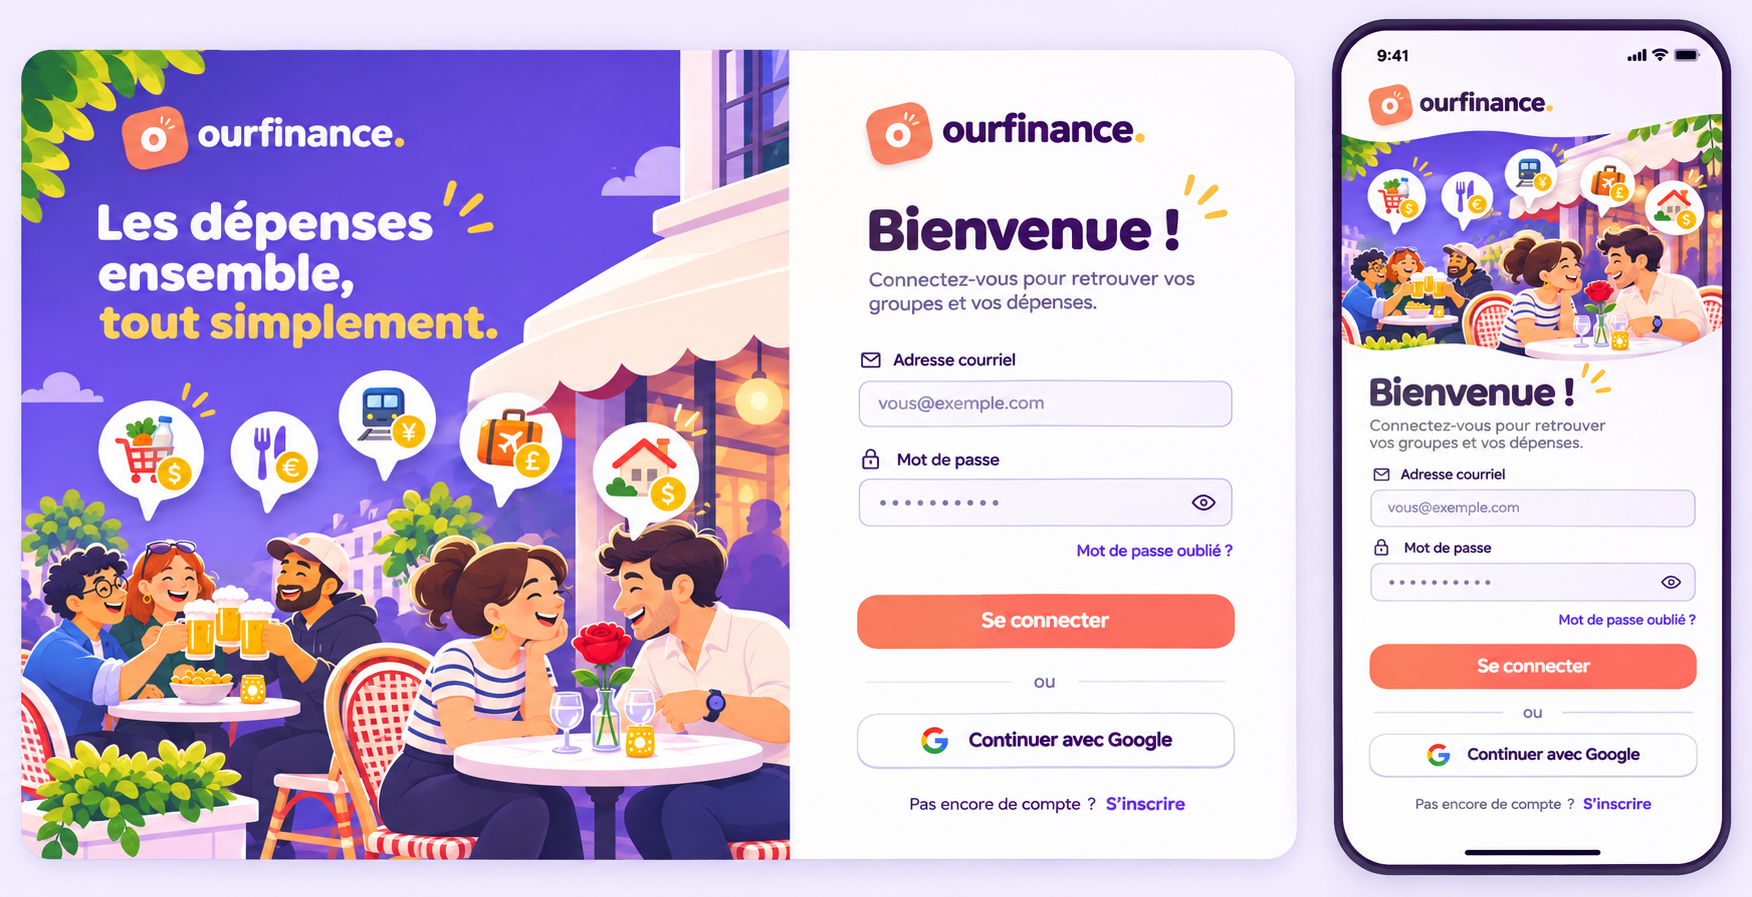 ourfinance.
Les dépenses
ensemble,
tout simplement.
$
€
¥
£
$
ourfinance.
Bienvenue !
Connectez-vous pour retrouver vos
groupes et vos dépenses.
Adresse courriel
vous@exemple.com
Mot de passe
••••••••••
Mot de passe oublié ?
Se connecter
ou
G Continuer avec Google
Pas encore de compte ? S'inscrire
9:41
ourfinance.
$
€
¥
£
$
Bienvenue !
Connectez-vous pour retrouver
vos groupes et vos dépenses.
Adresse courriel
vous@exemple.com
Mot de passe
••••••••••
Mot de passe oublié ?
Se connecter
ou
G Continuer avec Google
Pas encore de compte ? S'inscrire